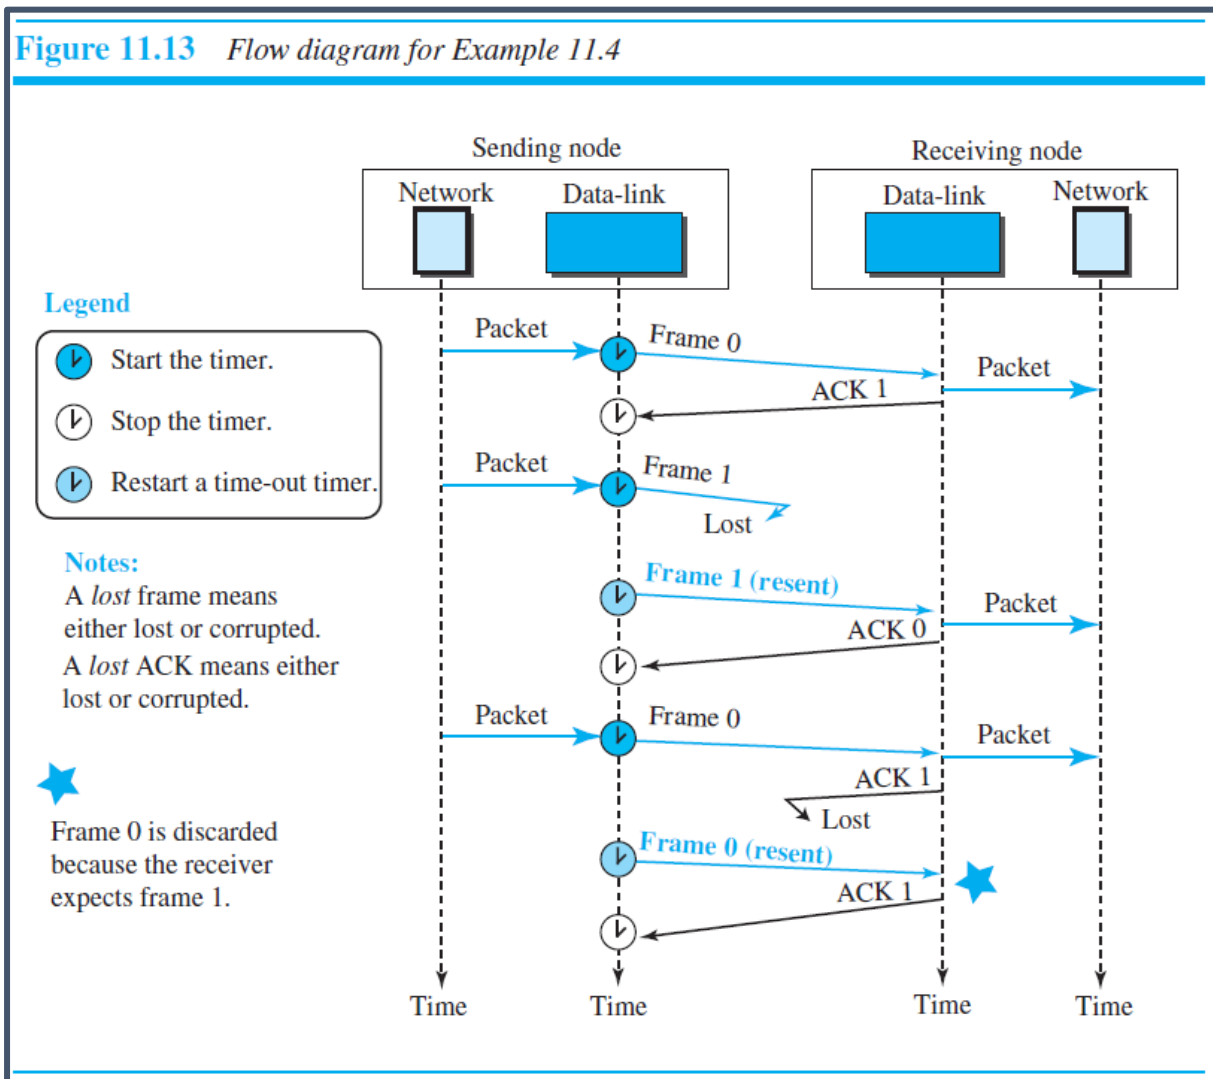 Figure 11.13 Flow diagram for Example 11.4
Sending node
Receiving node
Network
Data-link
Data-link
Network
Legend
Start the timer.
Stop the timer.
Restart a time-out timer.
Notes:
A lost frame means
either lost or corrupted.
A lost ACK means either
lost or corrupted.
Frame 0 is discarded
because the receiver
expects frame 1.
Packet
Frame 0
Packet
ACK 1
Packet
Frame 1
Lost
Frame 1 (resent)
Packet
ACK 0
Packet
Frame 0
Packet
ACK 1
Lost
Frame 0 (resent)
ACK 1
Time
Time
Time
Time